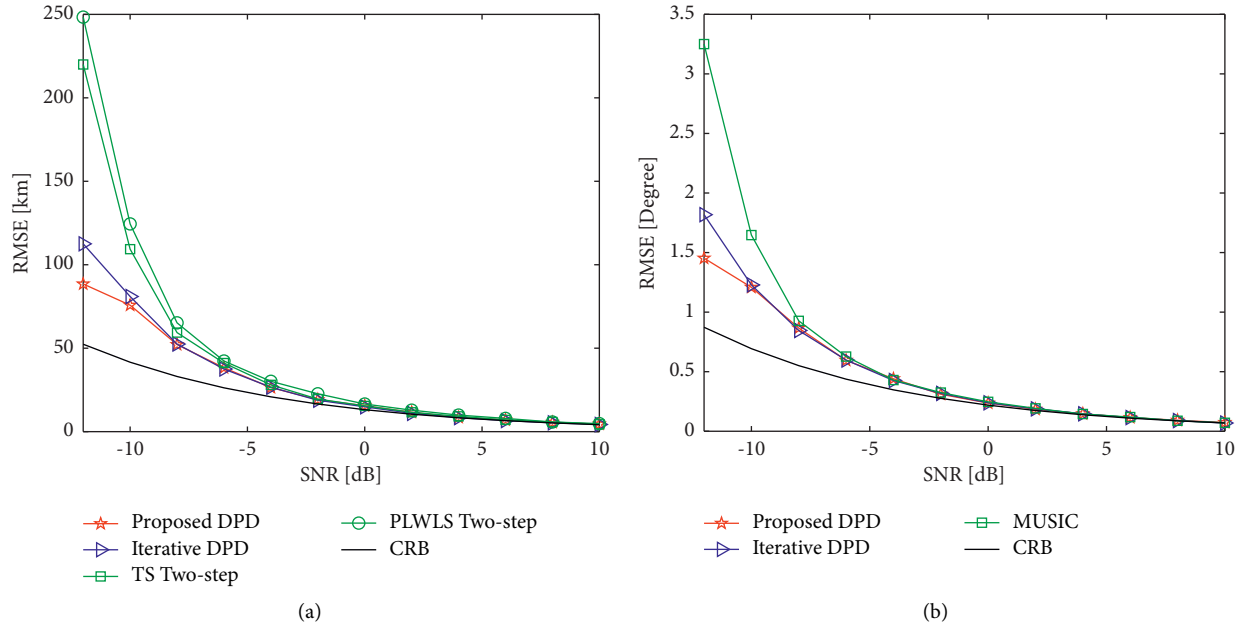 250
200
150
100
50
0
RMSE [km]
-10
-5
0
5
10
SNR [dB]
Proposed DPD
Iterative DPD
TS Two-step
PLWLS Two-step
CRB
(a)
3.5
3
2.5
2
1.5
1
0.5
0
RMSE [Degree]
-10
-5
0
5
10
SNR [dB]
Proposed DPD
Iterative DPD
MUSIC
CRB
(b)